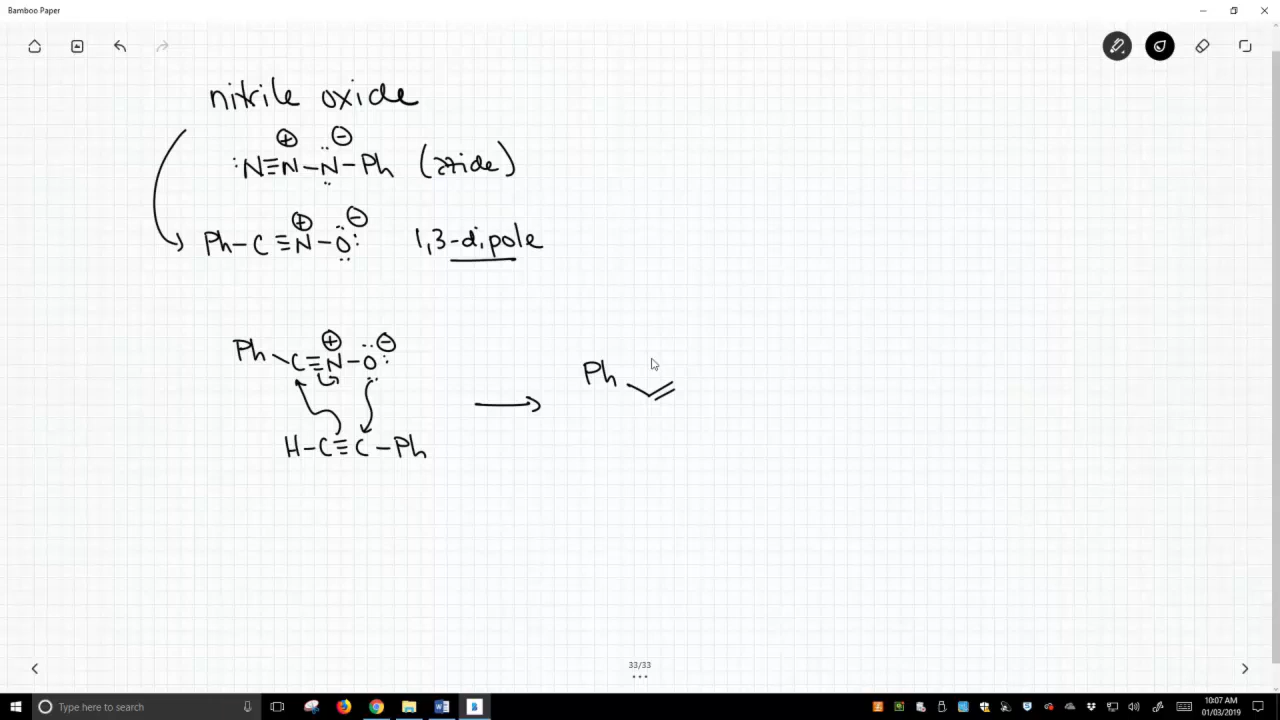 Bamboo Paper
nitrile oxide
⊕ ⊖
:N≡N–N̤̈–Ph (azide)
⊕ ⊖
Ph–C≡N–Ö: 1,3-dipole
⊕ ⊖
Ph–C≡N–Ö: → Ph
H–C≡C–Ph
33/33
Type here to search
10:07 AM
01/03/2019